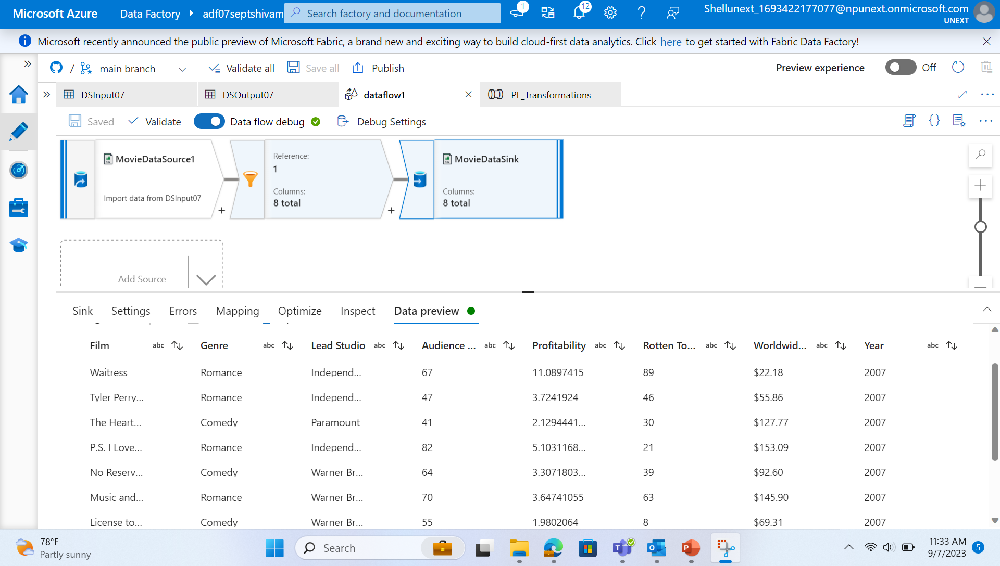 Microsoft Azure Data Factory adf07septshivam Search factory and documentation 1 12 Shellunext_1693422177077@npunext.onmicrosoft.com
UNEXT
Microsoft recently announced the public preview of Microsoft Fabric, a brand new and exciting way to build cloud-first data analytics. Click here to get started with Fabric Data Factory!
/ main branch Validate all Save all Publish Preview experience Off
DSInput07 DSOutput07 dataflow1 PL_Transformations
Saved Validate Data flow debug Debug Settings
MovieDataSource1
Import data from DSInput07
Reference:
1
Columns:
8 total
MovieDataSink
Columns:
8 total
Add Source
Sink Settings Errors Mapping Optimize Inspect Data preview
Film abc Genre abc Lead Studio abc Audience ... abc Profitability abc Rotten To... abc Worldwid... abc Year abc
Waitress Romance Independ... 67 11.0897415 89 $22.18 2007
Tyler Perry... Romance Independ... 47 3.7241924 46 $55.86 2007
The Heart... Comedy Paramount 41 2.1294441... 30 $127.77 2007
P.S. I Love... Romance Independ... 82 5.1031168... 21 $153.09 2007
No Reserv... Comedy Warner Br... 64 3.3071803... 39 $92.60 2007
Music and... Romance Warner Br... 70 3.64741055 63 $145.90 2007
License to... Comedy Warner Br... 55 1.9802064 8 $69.31 2007
78°F
Partly sunny
Search
11:33 AM
9/7/2023
5